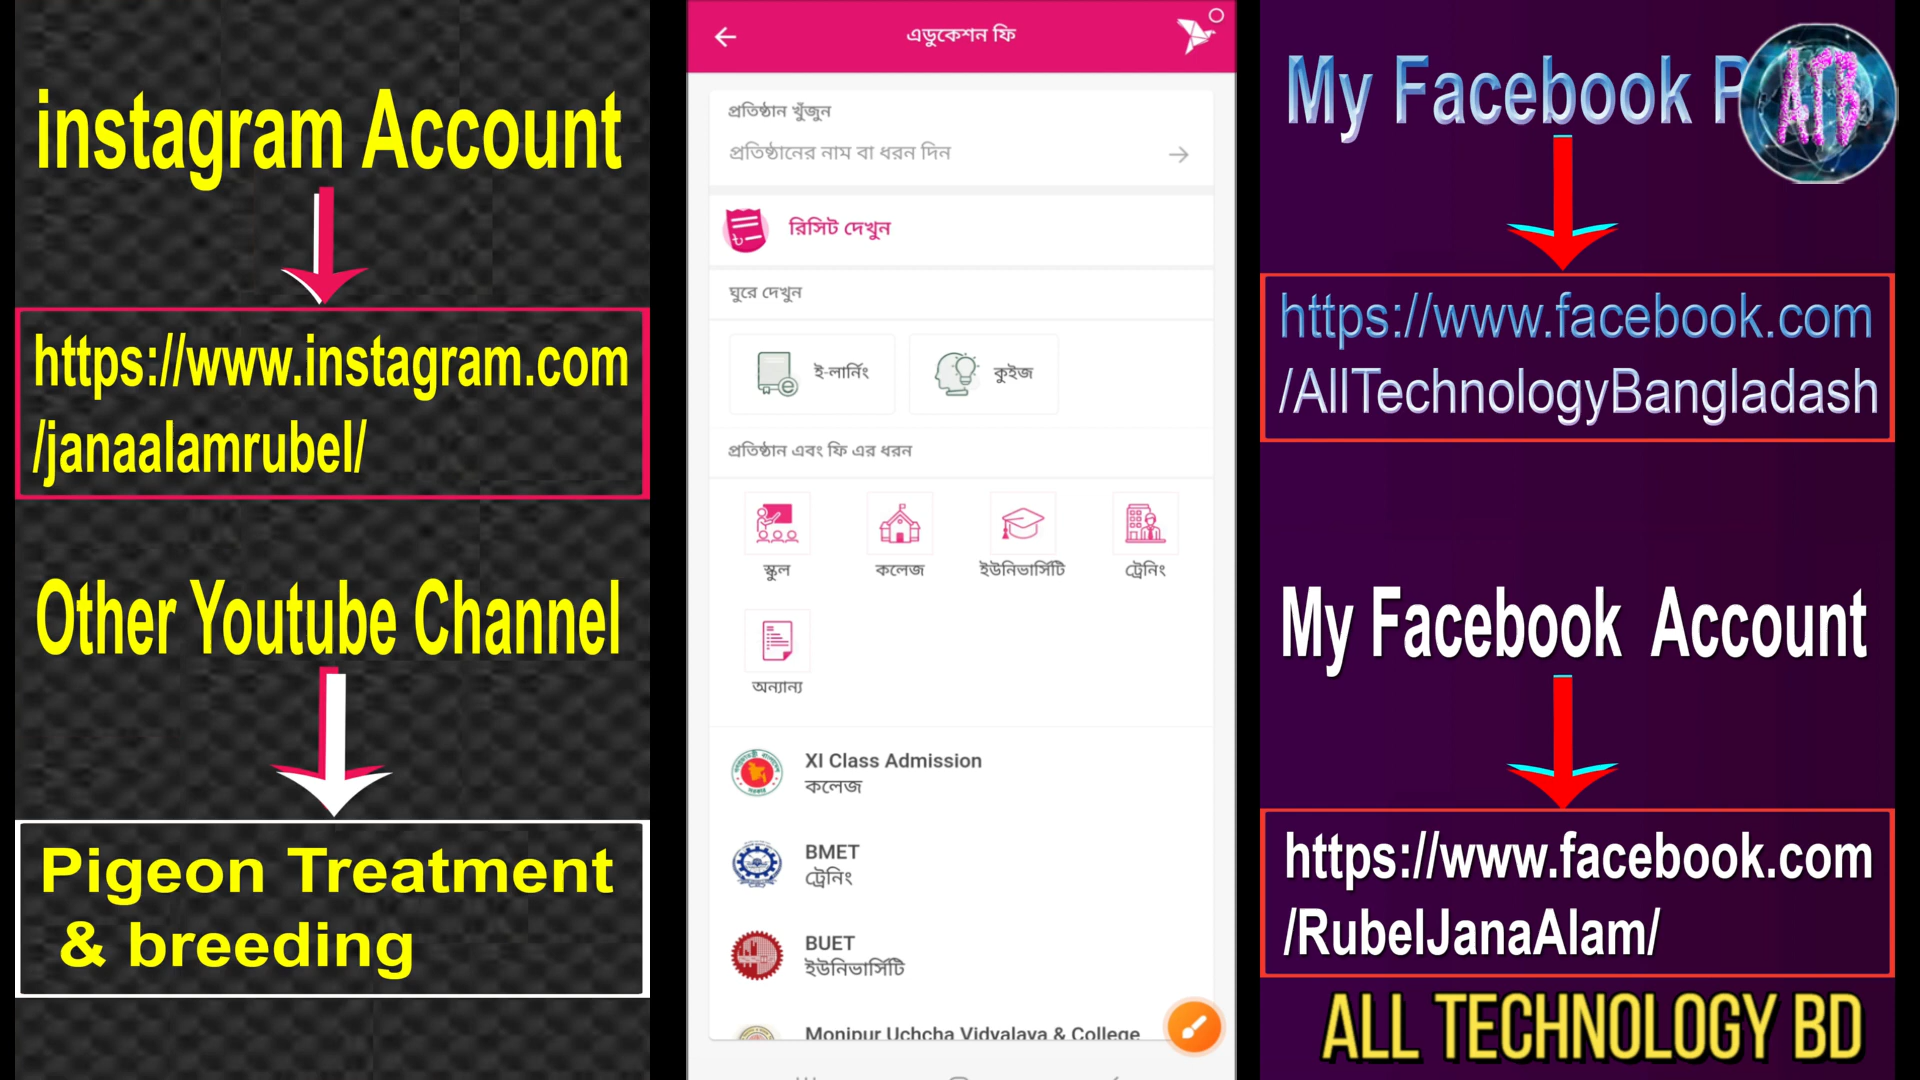 instagram Account
https://www.instagram.com
/janaalamrubel/
Other Youtube Channel
Pigeon Treatment
& breeding
এডুকেশন ফি
প্রতিষ্ঠান খুঁজুন
প্রতিষ্ঠানের নাম বা ধরন দিন
রিসিট দেখুন
ঘুরে দেখুন
ই-লার্নিং
কুইজ
প্রতিষ্ঠান এবং ফি এর ধরন
স্কুল
কলেজ
ইউনিভার্সিটি
ট্রেনিং
অন্যান্য
XI Class Admission
কলেজ
BMET
ট্রেনিং
BUET
ইউনিভার্সিটি
Monipur Uchcha Vidyalaya & College
My Facebook P
https://www.facebook.com
/AllTechnologyBangladash
My Facebook Account
https://www.facebook.com
/RubelJanaAlam/
ALL TECHNOLOGY BD